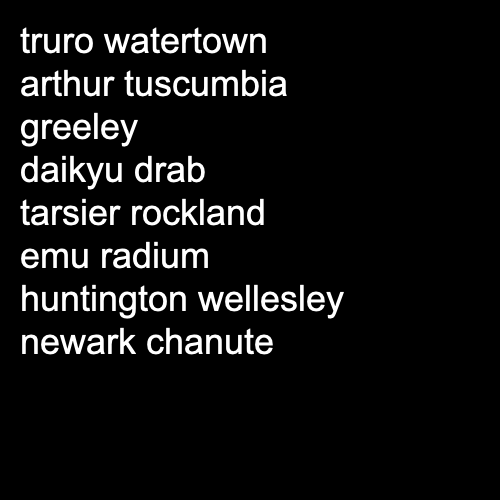 truro watertown
arthur tuscumbia
greeley
daikyu drab
tarsier rockland
emu radium
huntington wellesley
newark chanute